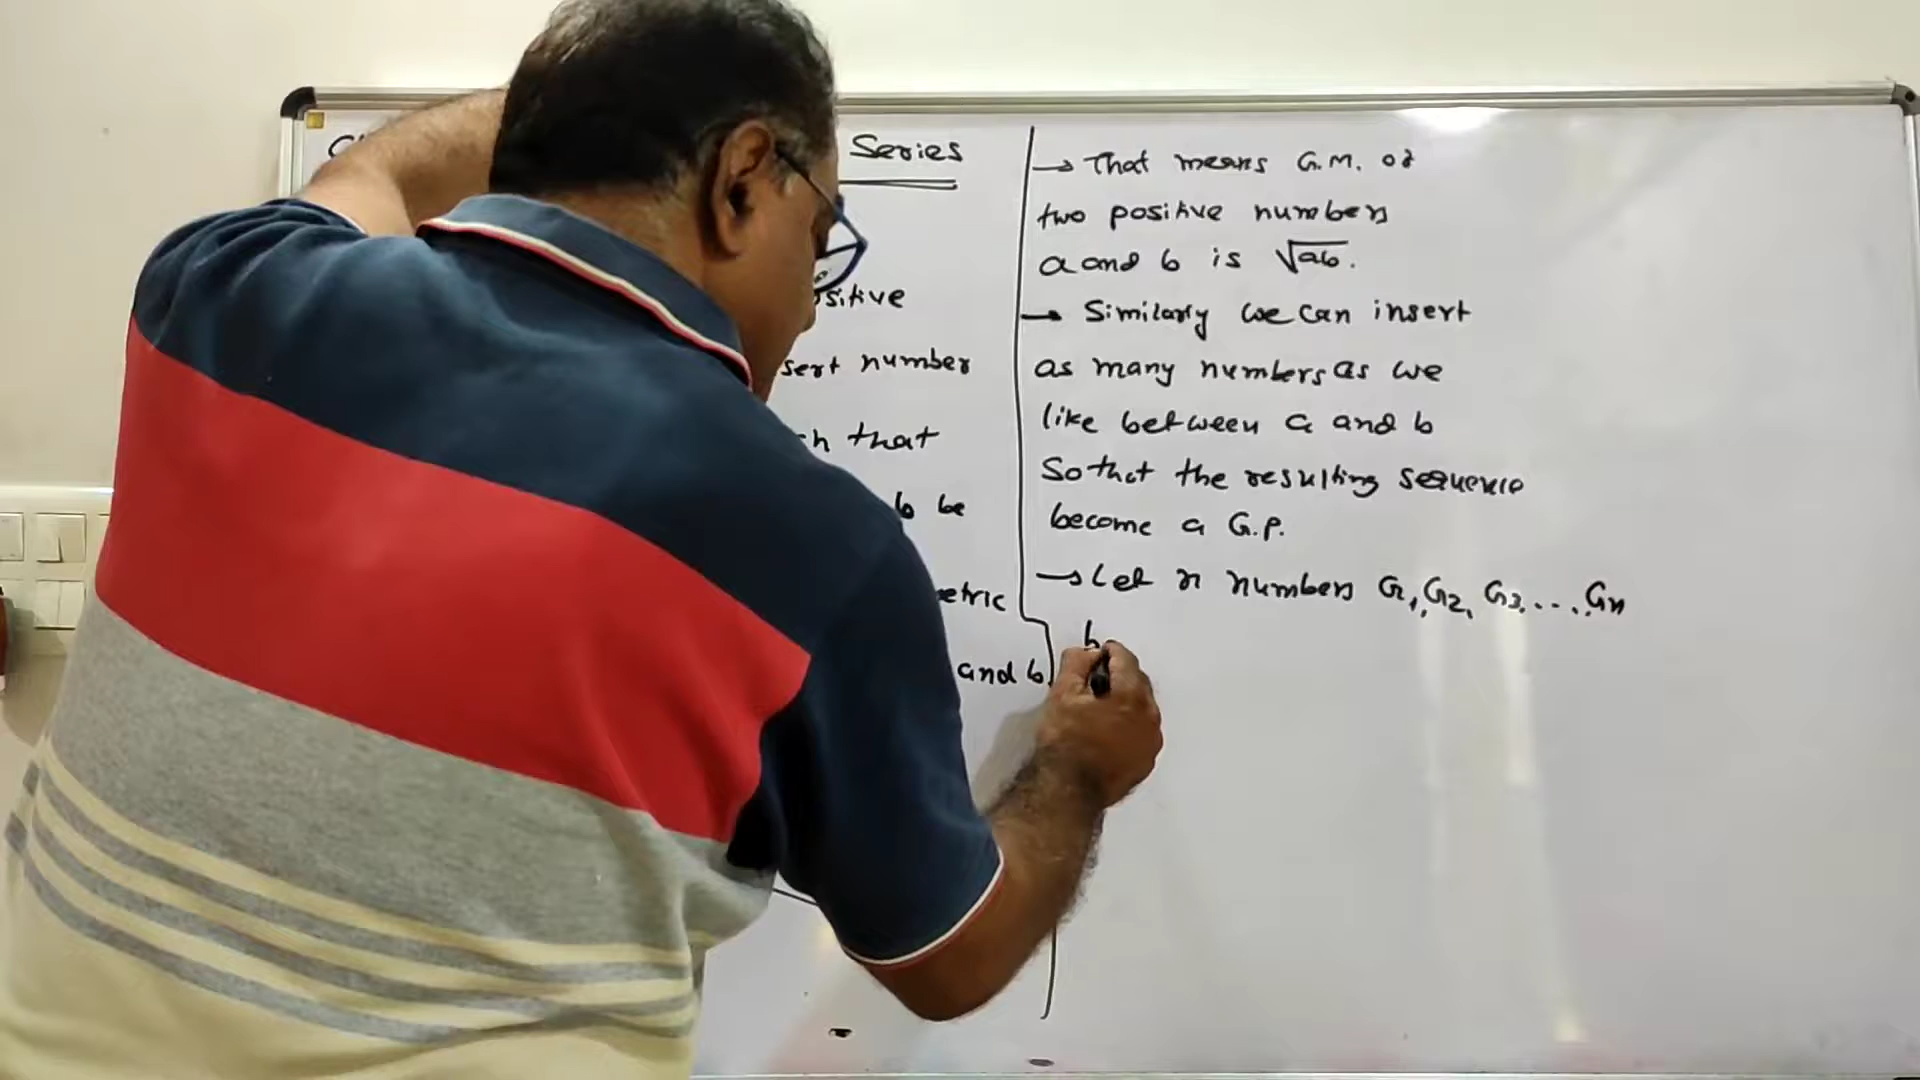 Series
sitive
sert number
h that
b be
etric
and b
→ That means G.M. of
two positive numbers
a and b is √ab.
→ Similarly we can insert
as many numbers as we
like between a and b
So that the resulting sequence
become a G.P.
→ Let n numbers G1, G2, G3, ..., Gn
b